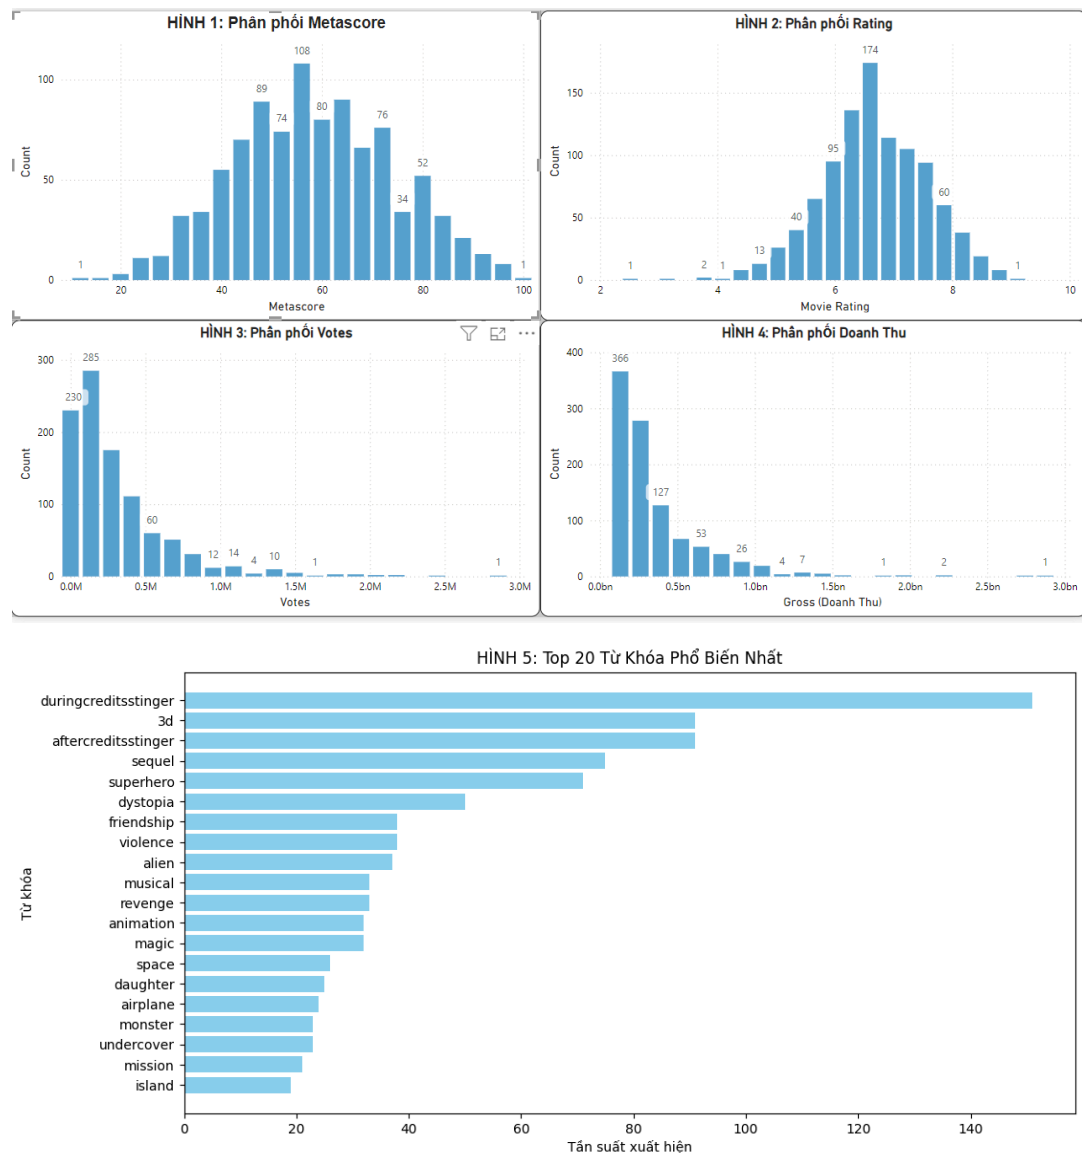 HÌNH 1: Phân phối Metascore
108
100
89
90
80
76
74
52
50
34
1
1
0
20
40
60
80
100
Count
Metascore
HÌNH 2: Phân phối Rating
174
150
100
95
60
50
40
13
2
1
1
1
0
2
4
6
8
10
Count
Movie Rating
HÌNH 3: Phân phối Votes
300
285
230
200
100
60
12
14
4
10
1
1
0
0.0M
0.5M
1.0M
1.5M
2.0M
2.5M
3.0M
Count
Votes
HÌNH 4: Phân phối Doanh Thu
400
366
300
200
127
100
53
26
4
7
1
2
1
0
0.0bn
0.5bn
1.0bn
1.5bn
2.0bn
2.5bn
3.0bn
Count
Gross (Doanh Thu)
HÌNH 5: Top 20 Từ Khóa Phổ Biến Nhất
duringcreditsstinger
3d
aftercreditsstinger
sequel
superhero
dystopia
friendship
violence
alien
musical
revenge
animation
magic
space
daughter
airplane
monster
undercover
mission
island
Từ khóa
0
20
40
60
80
100
120
140
Tần suất xuất hiện